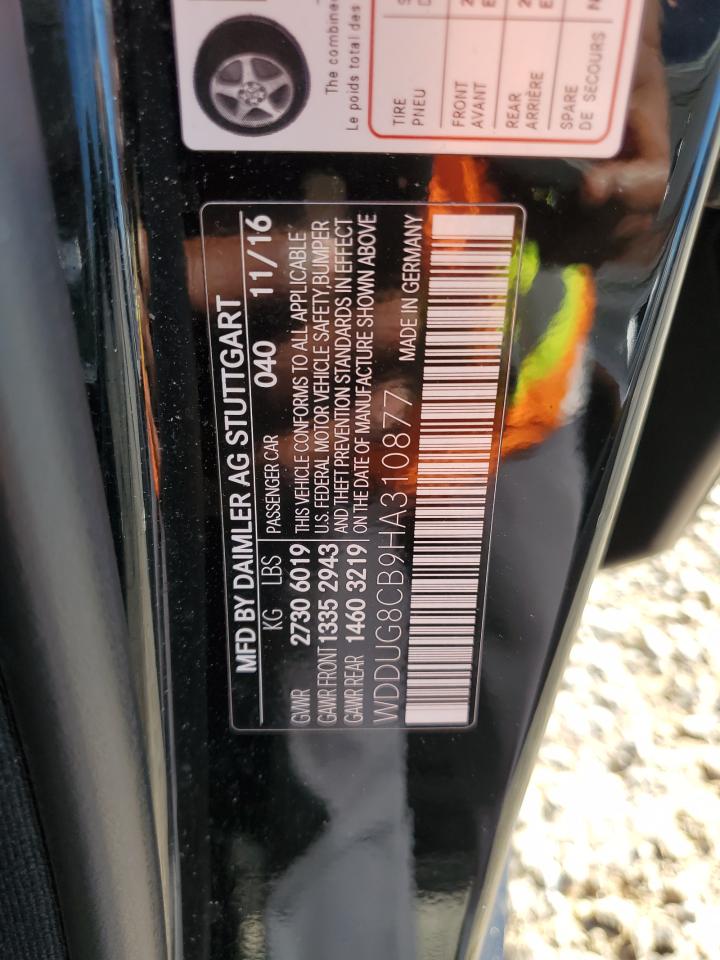 MFD BY DAIMLER AG STUTTGART
KG LBS PASSENGER CAR 040 11/16
GVWR 2730 6019 THIS VEHICLE CONFORMS TO ALL APPLICABLE
GAWR FRONT 1335 2943 U.S. FEDERAL MOTOR VEHICLE SAFETY, BUMPER
GAWR REAR 1460 3219 AND THEFT PREVENTION STANDARDS IN EFFECT
ON THE DATE OF MANUFACTURE SHOWN ABOVE
WDDUG8CB9HA310877 MADE IN GERMANY
The combined
Le poids total des
TIRE
PNEU
FRONT
AVANT
REAR
ARRIÈRE
SPARE
DE SECOURS